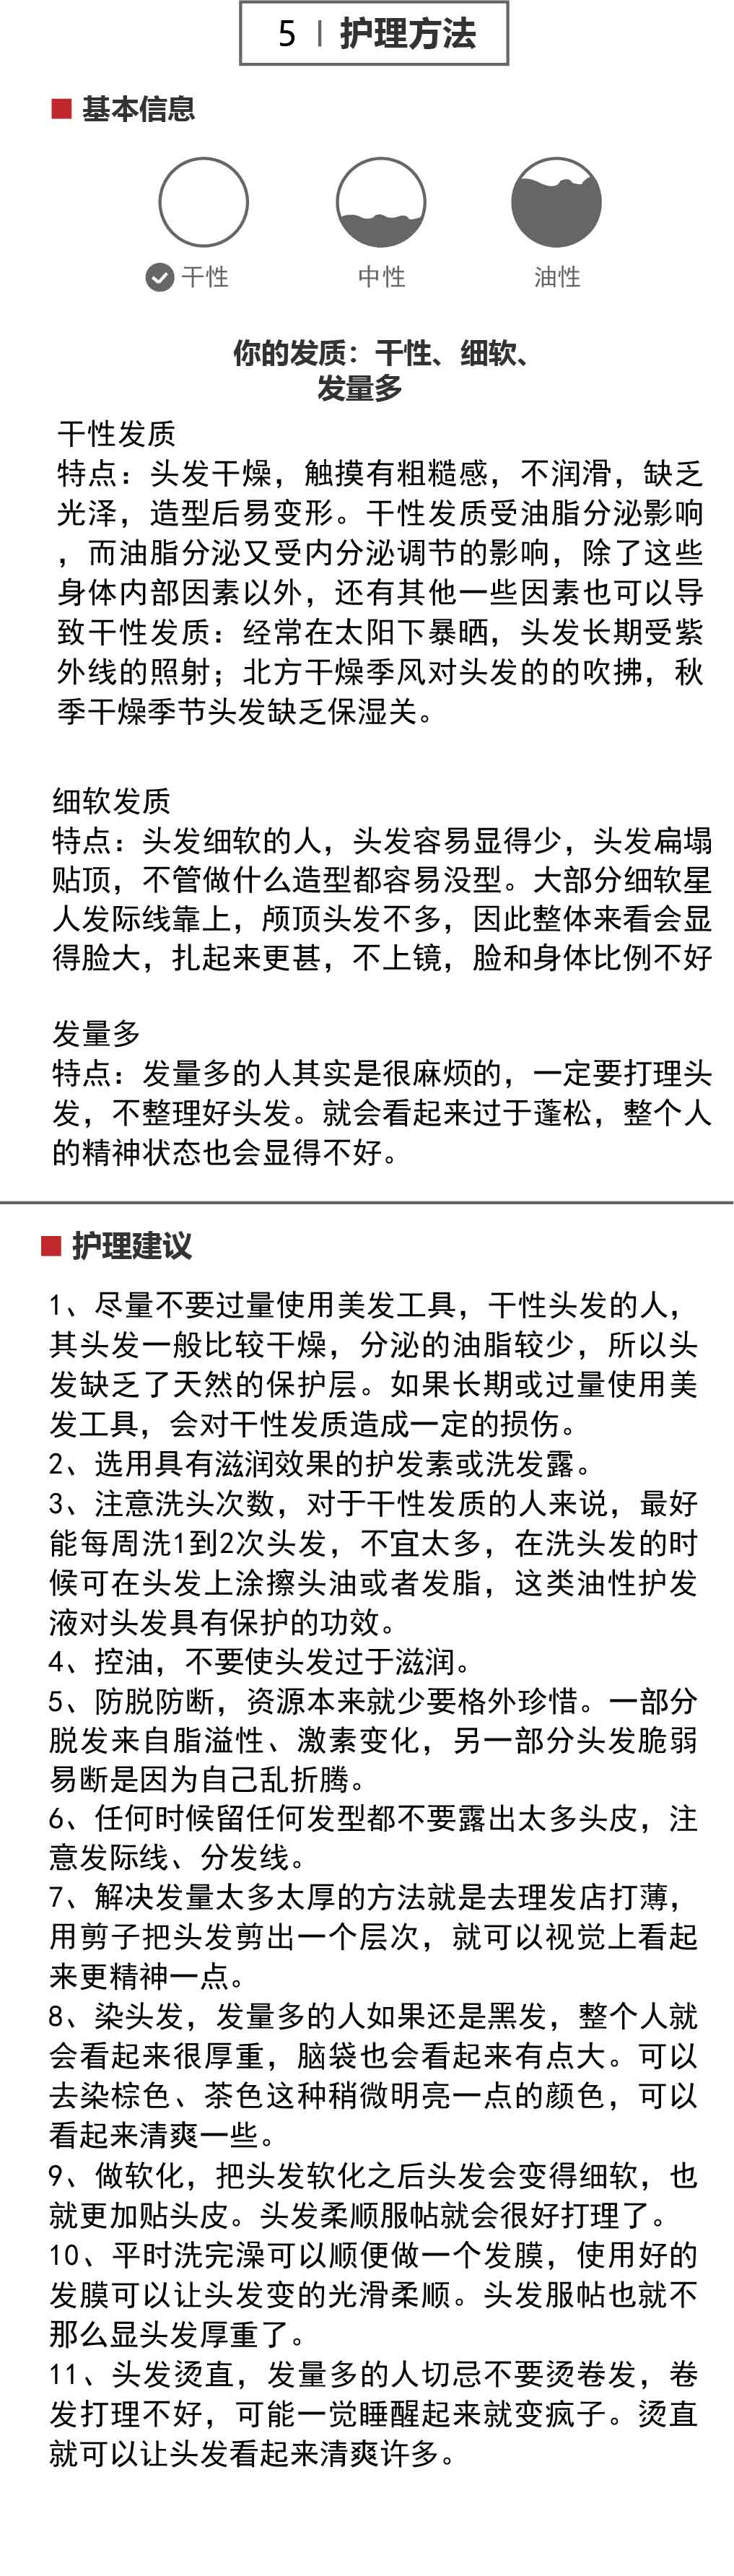 5 | 护理方法
基本信息
干性 中性 油性
你的发质：干性、细软、
发量多
干性发质
特点：头发干燥，触摸有粗糙感，不润滑，缺乏
光泽，造型后易变形。干性发质受油脂分泌影响
，而油脂分泌又受内分泌调节的影响，除了这些
身体内部因素以外，还有其他一些因素也可以导
致干性发质：经常在太阳下暴晒，头发长期受紫
外线的照射；北方干燥季风对头发的的吹拂，秋
季干燥季节头发缺乏保湿关。
细软发质
特点：头发细软的人，头发容易显得少，头发扁塌
贴顶，不管做什么造型都容易没型。大部分细软星
人发际线靠上，颅顶头发不多，因此整体来看会显
得脸大，扎起来更甚，不上镜，脸和身体比例不好
发量多
特点：发量多的人其实是很麻烦的，一定要打理头
发，不整理好头发。就会看起来过于蓬松，整个人
的精神状态也会显得不好。
护理建议
1、尽量不要过量使用美发工具，干性头发的人，
其头发一般比较干燥，分泌的油脂较少，所以头
发缺乏了天然的保护层。如果长期或过量使用美
发工具，会对干性发质造成一定的损伤。
2、选用具有滋润效果的护发素或洗发露。
3、注意洗头次数，对于干性发质的人来说，最好
能每周洗1到2次头发，不宜太多，在洗头发的时
候可在头发上涂擦头油或者发脂，这类油性护发
液对头发具有保护的功效。
4、控油，不要使头发过于滋润。
5、防脱防断，资源本来就少要格外珍惜。一部分
脱发来自脂溢性、激素变化，另一部分头发脆弱
易断是因为自己乱折腾。
6、任何时候留任何发型都不要露出太多头皮，注
意发际线、分发线。
7、解决发量太多太厚的方法就是去理发店打薄，
用剪子把头发剪出一个层次，就可以视觉上看起
来更精神一点。
8、染头发，发量多的人如果还是黑发，整个人就
会看起来很厚重，脑袋也会看起来有点大。可以
去染棕色、茶色这种稍微明亮一点的颜色，可以
看起来清爽一些。
9、做软化，把头发软化之后头发会变得细软，也
就更加贴头皮。头发柔顺服帖就会很好打理了。
10、平时洗完澡可以顺便做一个发膜，使用好的
发膜可以让头发变的光滑柔顺。头发服帖也就不
那么显头发厚重了。
11、头发烫直，发量多的人切忌不要烫卷发，卷
发打理不好，可能一觉睡醒起来就变疯子。烫直
就可以让头发看起来清爽许多。